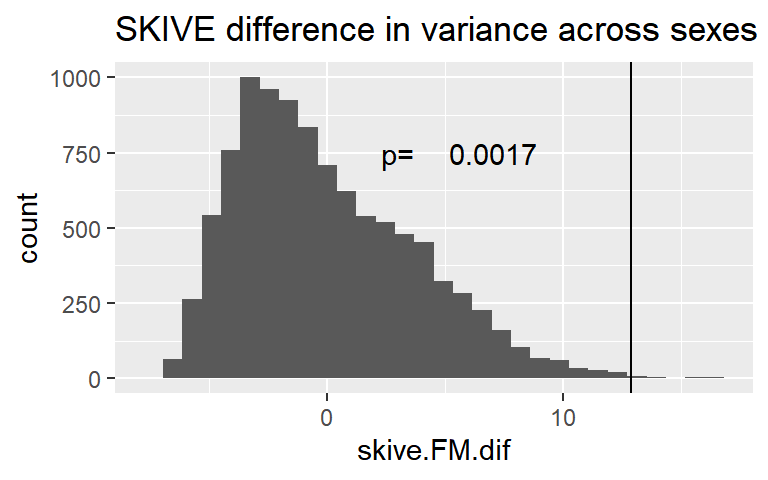 SKIVE difference in variance across sexes
1000
750
500
250
0
count
p= 0.0017
0 10
skive.FM.dif